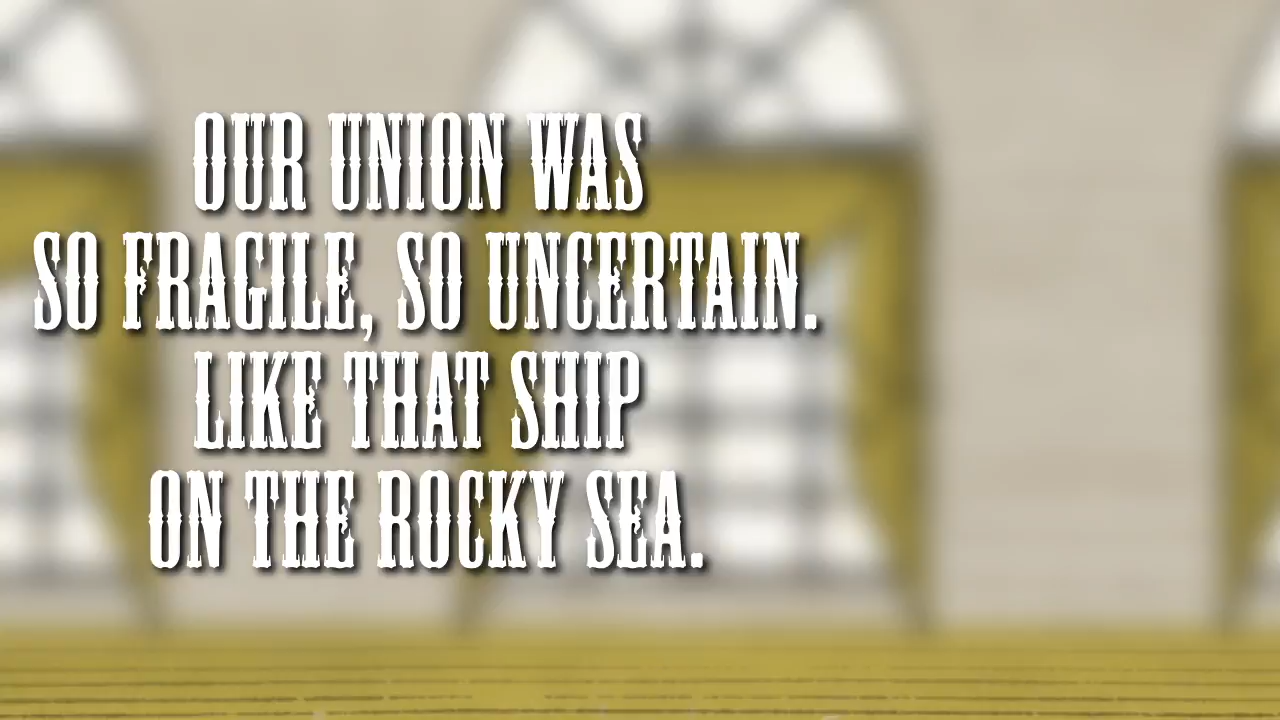 OUR UNION WAS
SO FRAGILE, SO UNCERTAIN.
LIKE THAT SHIP
ON THE ROCKY SEA.